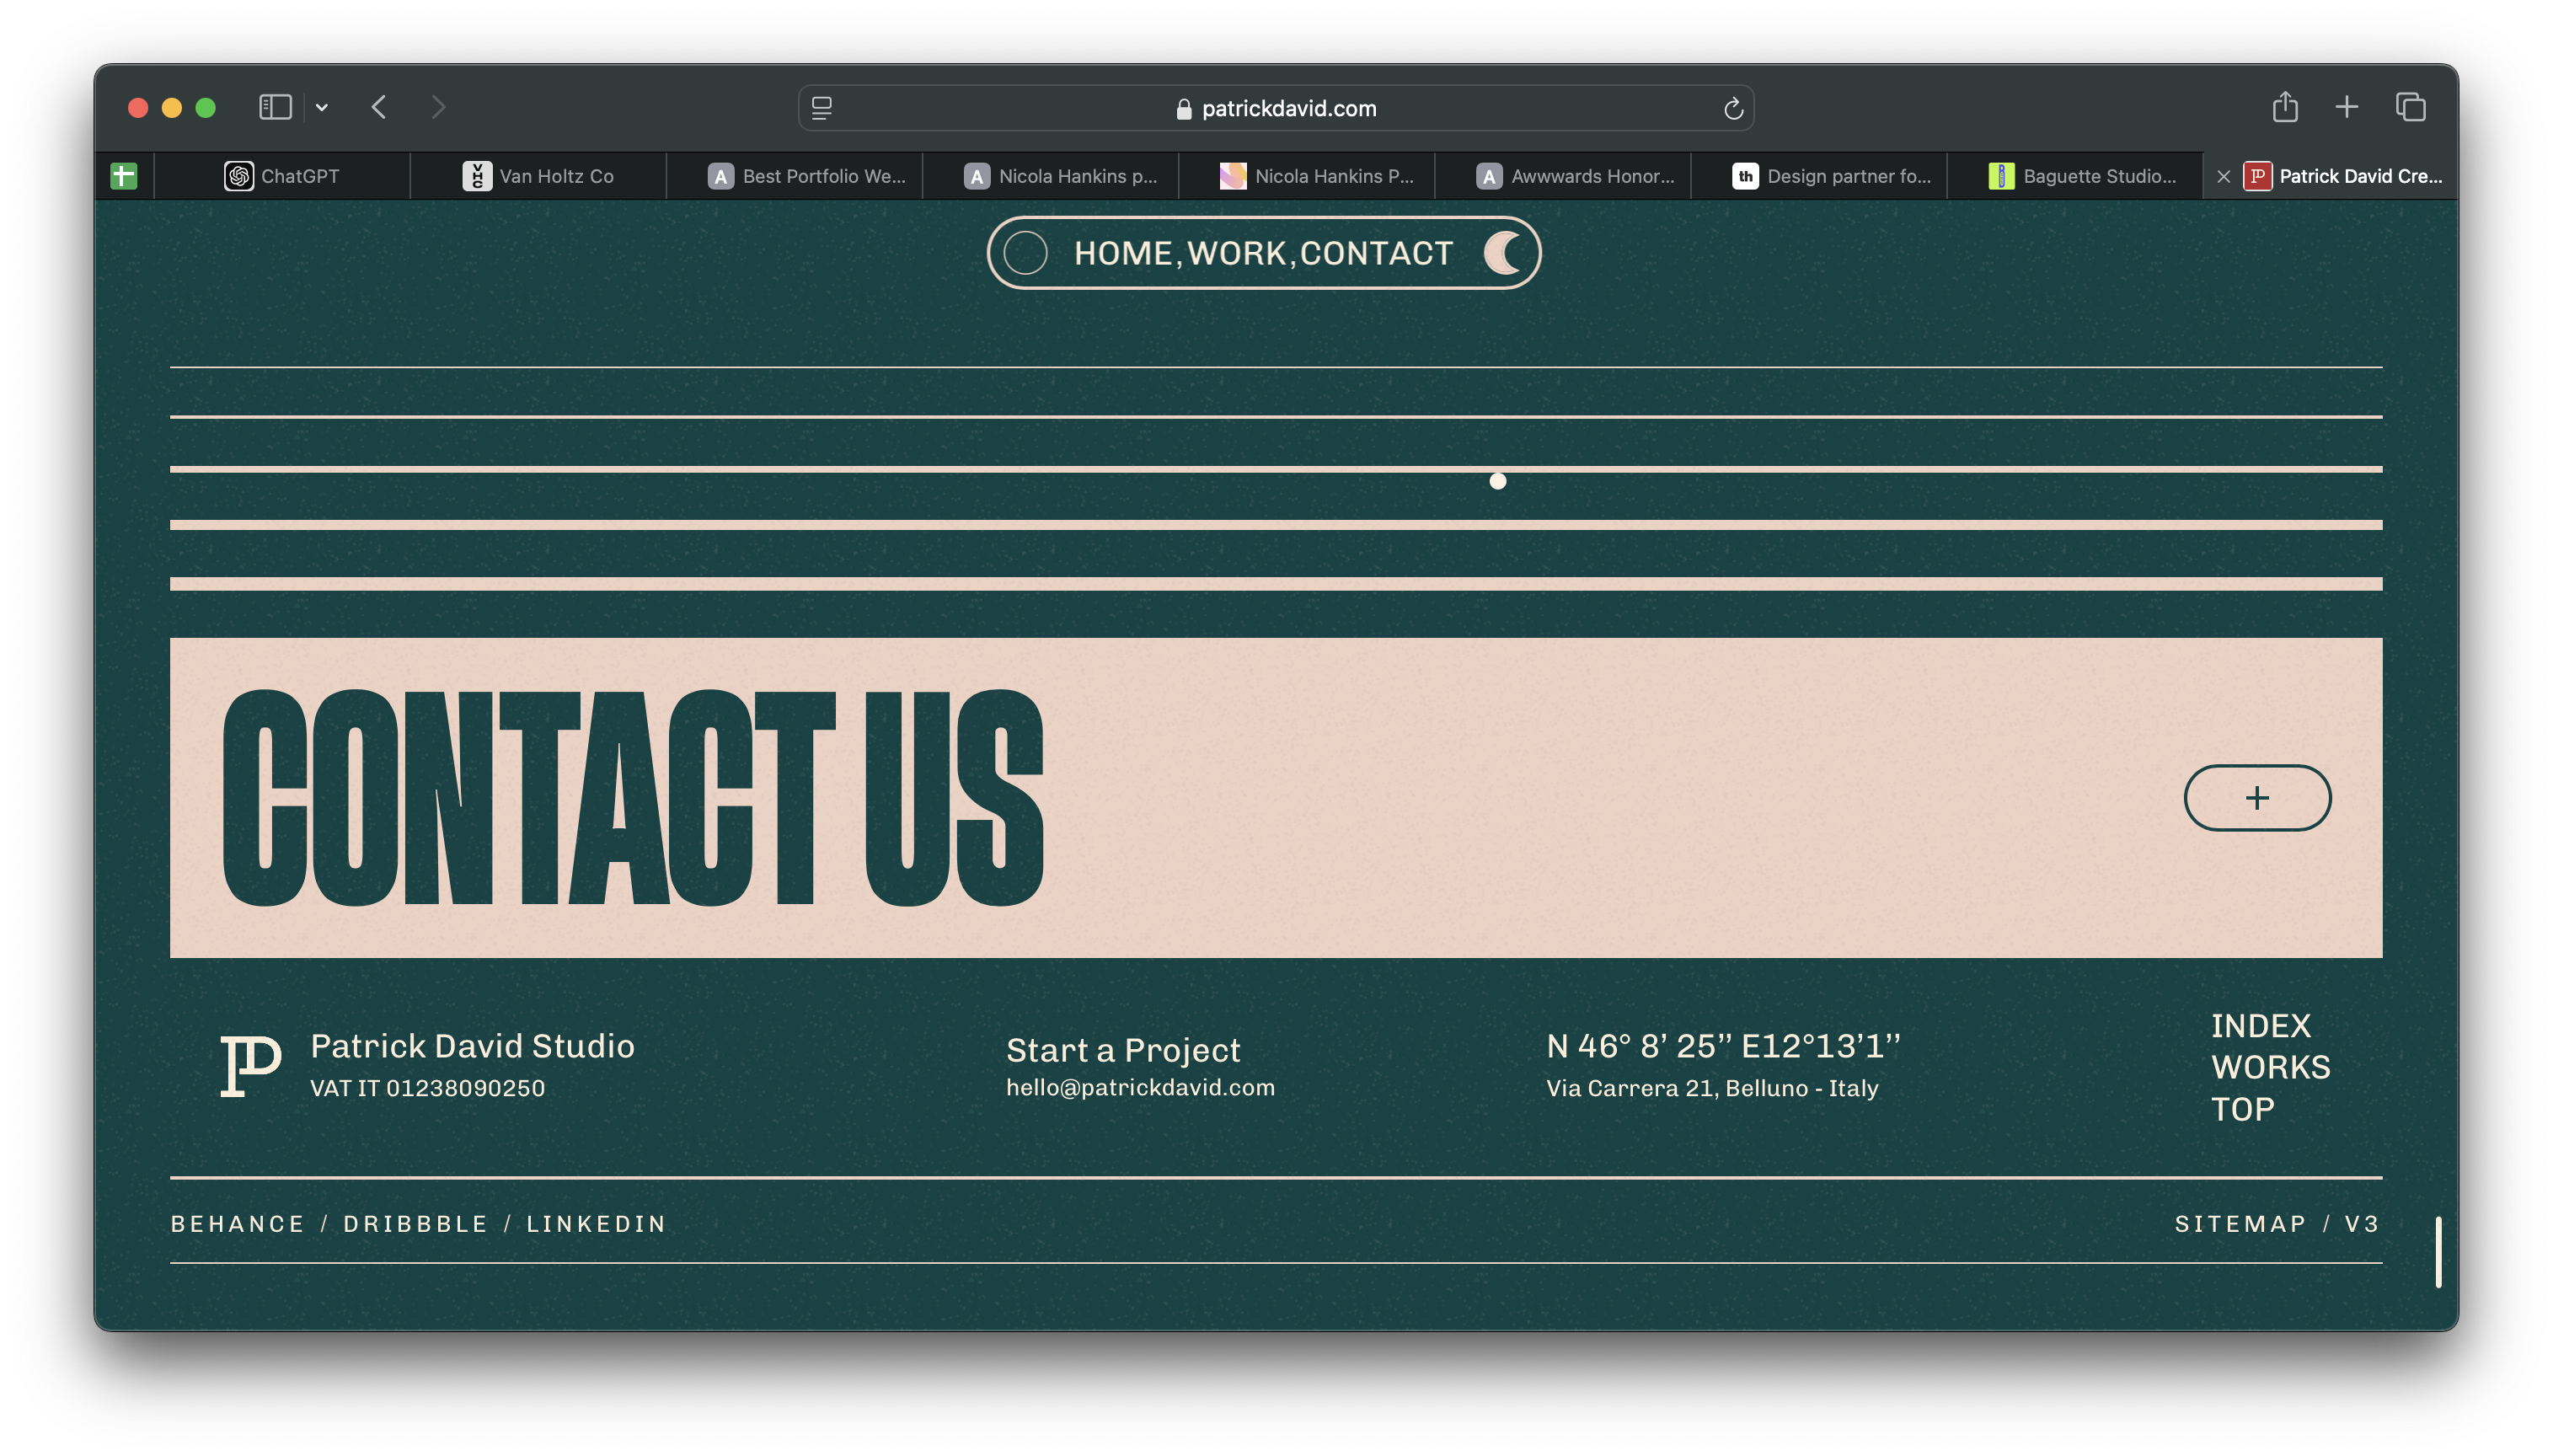 patrickdavid.com
ChatGPT
VHC Van Holtz Co
A Best Portfolio We...
A Nicola Hankins p...
Nicola Hankins P...
A Awwwards Honor...
th Design partner fo...
Baguette Studio...
Patrick David Cre...
HOME,WORK,CONTACT
CONTACT US
+
Patrick David Studio
VAT IT 01238090250
Start a Project
hello@patrickdavid.com
N 46° 8’ 25’’ E12°13’1’’
Via Carrera 21, Belluno - Italy
INDEX
WORKS
TOP
BEHANCE / DRIBBBLE / LINKEDIN
SITEMAP / V3